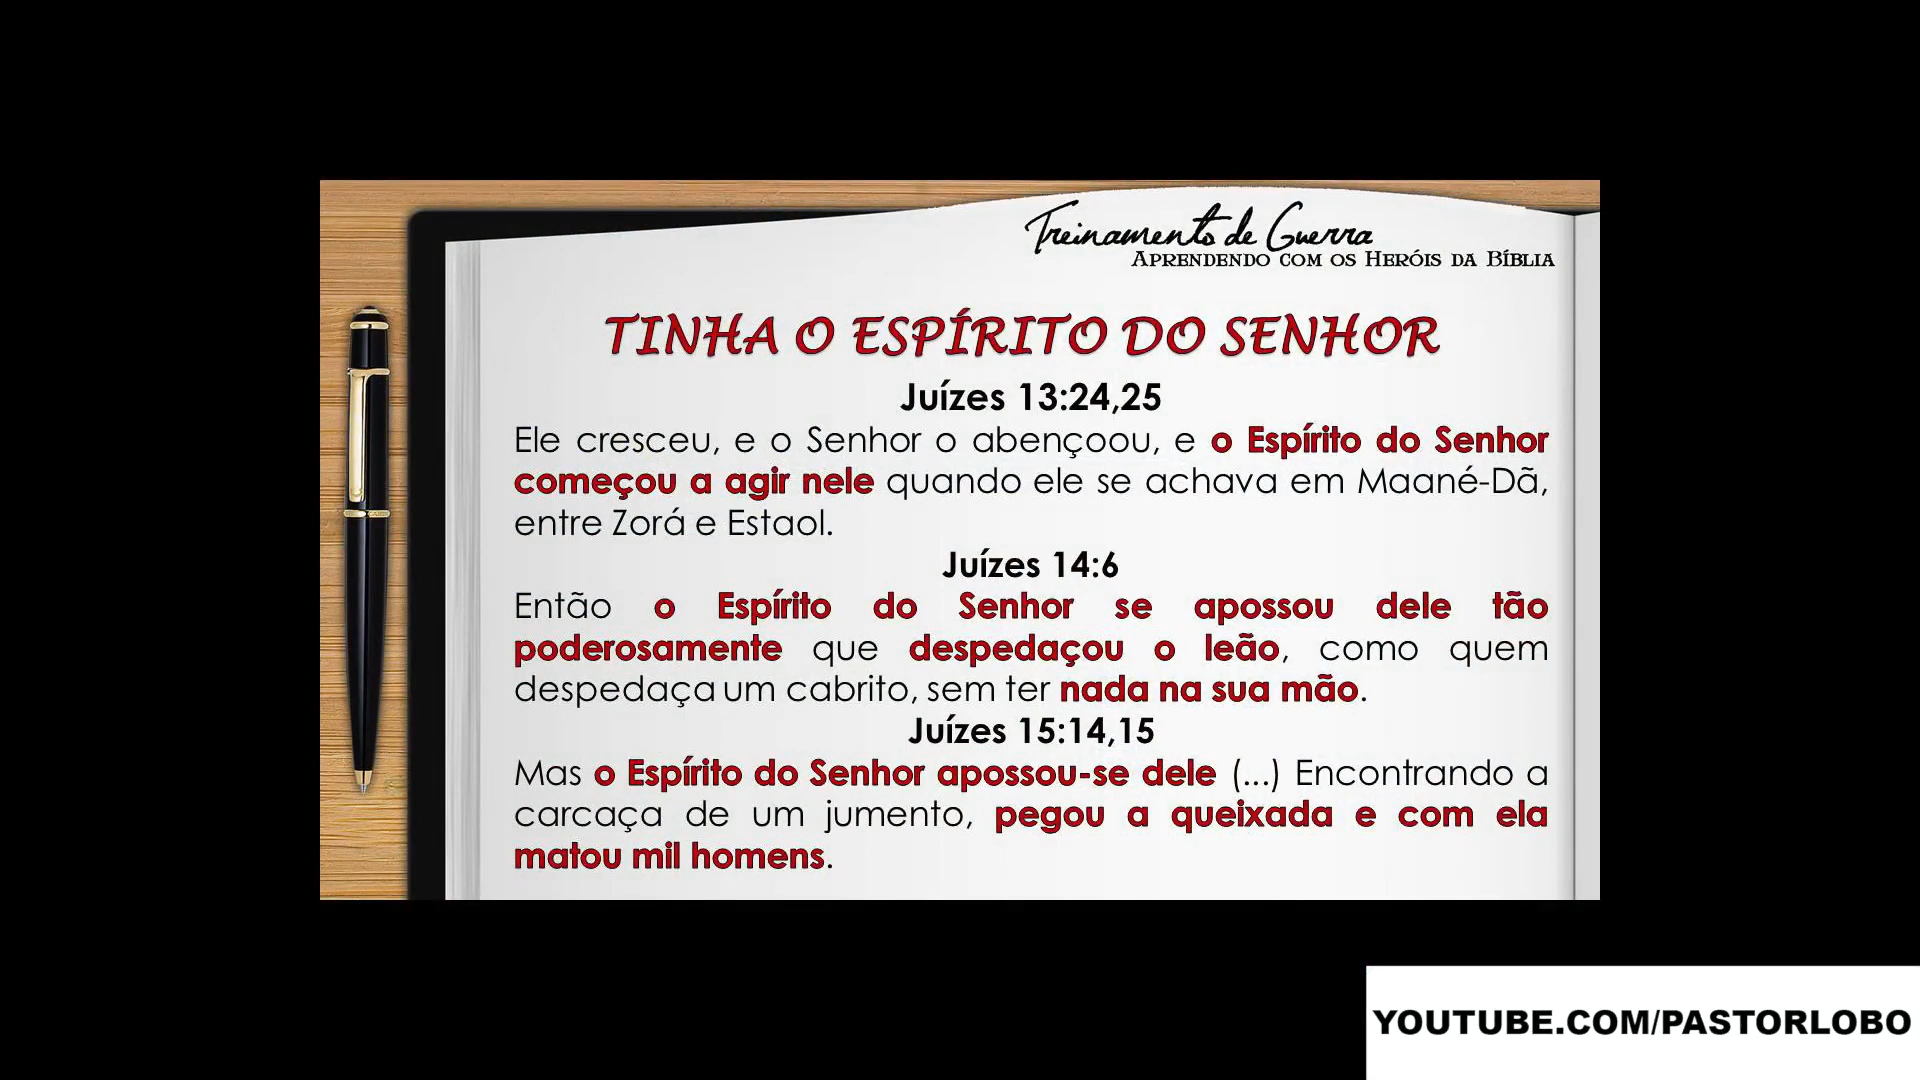 Treinamento de Guerra
Aprendendo com os Heróis da Bíblia
TINHA O ESPÍRITO DO SENHOR
Juízes 13:24,25
Ele cresceu, e o Senhor o abençoou, e o Espírito do Senhor
começou a agir nele quando ele se achava em Maané-Dã,
entre Zorá e Estaol.
Juízes 14:6
Então o Espírito do Senhor se apossou dele tão
poderosamente que despedaçou o leão, como quem
despedaça um cabrito, sem ter nada na sua mão.
Juízes 15:14,15
Mas o Espírito do Senhor apossou-se dele (...) Encontrando a
carcaça de um jumento, pegou a queixada e com ela
matou mil homens.
YOUTUBE.COM/PASTORLOBO